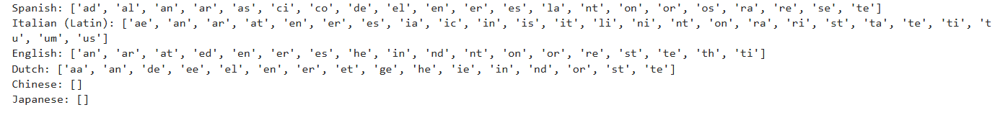 Spanish: ['ad', 'al', 'an', 'ar', 'as', 'ci', 'co', 'de', 'el', 'en', 'er', 'es', 'la', 'nt', 'on', 'or', 'os', 'ra', 're', 'se', 'te']
Italian (Latin): ['ae', 'an', 'ar', 'at', 'en', 'er', 'es', 'ia', 'ic', 'in', 'is', 'it', 'li', 'ni', 'nt', 'on', 'ra', 'ri', 'st', 'ta', 'te', 'ti', 't
u', 'um', 'us']
English: ['an', 'ar', 'at', 'ed', 'en', 'er', 'es', 'he', 'in', 'nd', 'nt', 'on', 'or', 're', 'st', 'te', 'th', 'ti']
Dutch: ['aa', 'an', 'de', 'ee', 'el', 'en', 'er', 'et', 'ge', 'he', 'ie', 'in', 'nd', 'or', 'st', 'te']
Chinese: []
Japanese: []